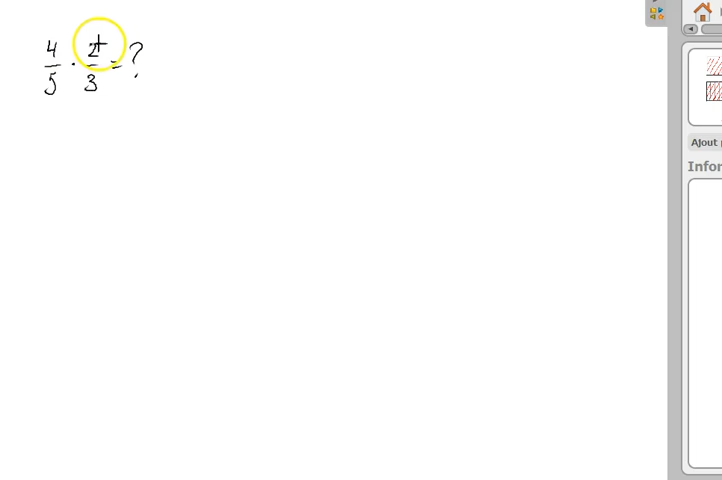 4/5 · 2/3 = ?
Ajout
Infor